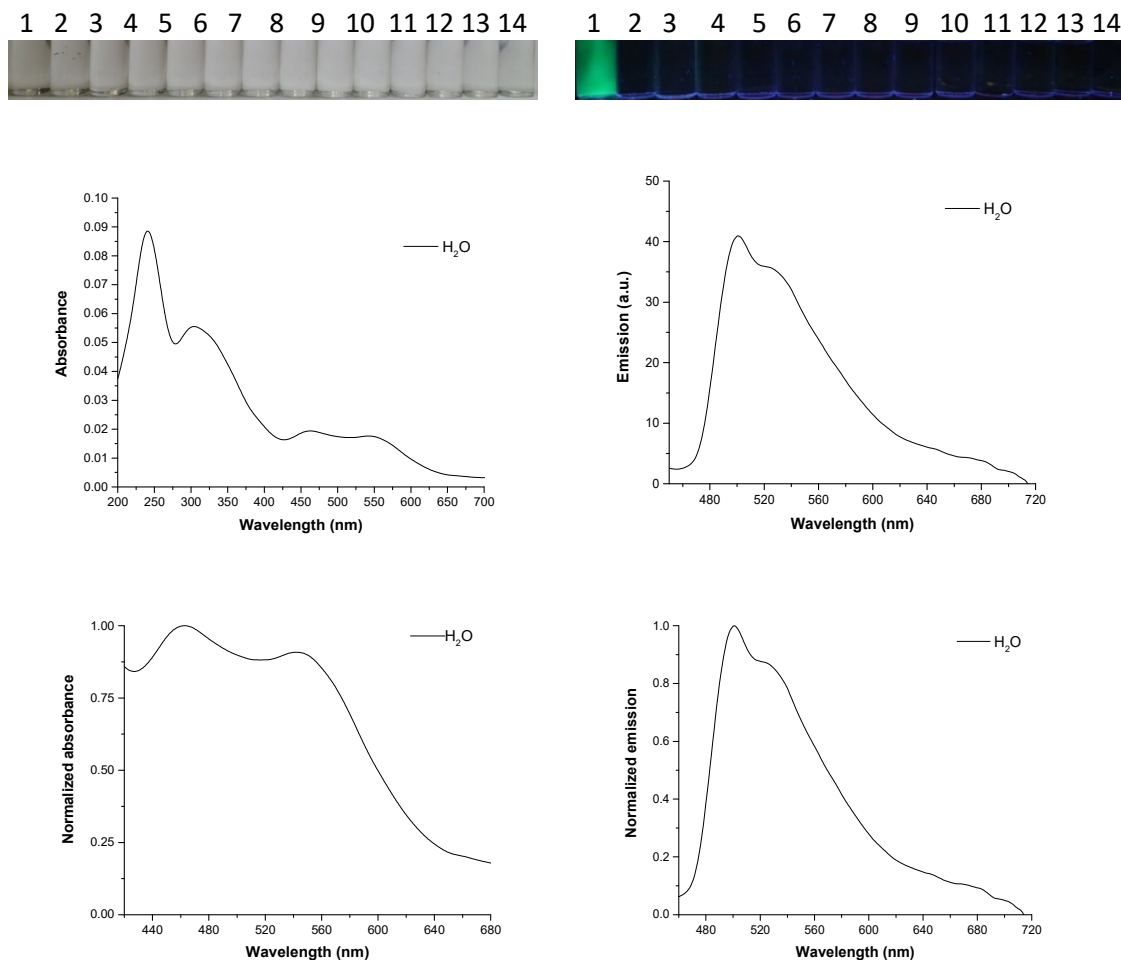 1 2 3 4 5 6 7 8 9 10 11 12 13 14
1 2 3 4 5 6 7 8 9 10 11 12 13 14
0.10
0.09
0.08
0.07
0.06
0.05
0.04
0.03
0.02
0.01
0.00
Absorbance
H₂O
200 250 300 350 400 450 500 550 600 650 700
Wavelength (nm)
50
40
30
20
10
0
Emission (a.u.)
H₂O
480 520 560 600 640 680 720
Wavelength (nm)
1.00
0.75
0.50
0.25
0.00
Normalized absorbance
H₂O
440 480 520 560 600 640 680
Wavelength (nm)
1.0
0.8
0.6
0.4
0.2
0.0
Normalized emission
H₂O
480 520 560 600 640 680 720
Wavelength (nm)